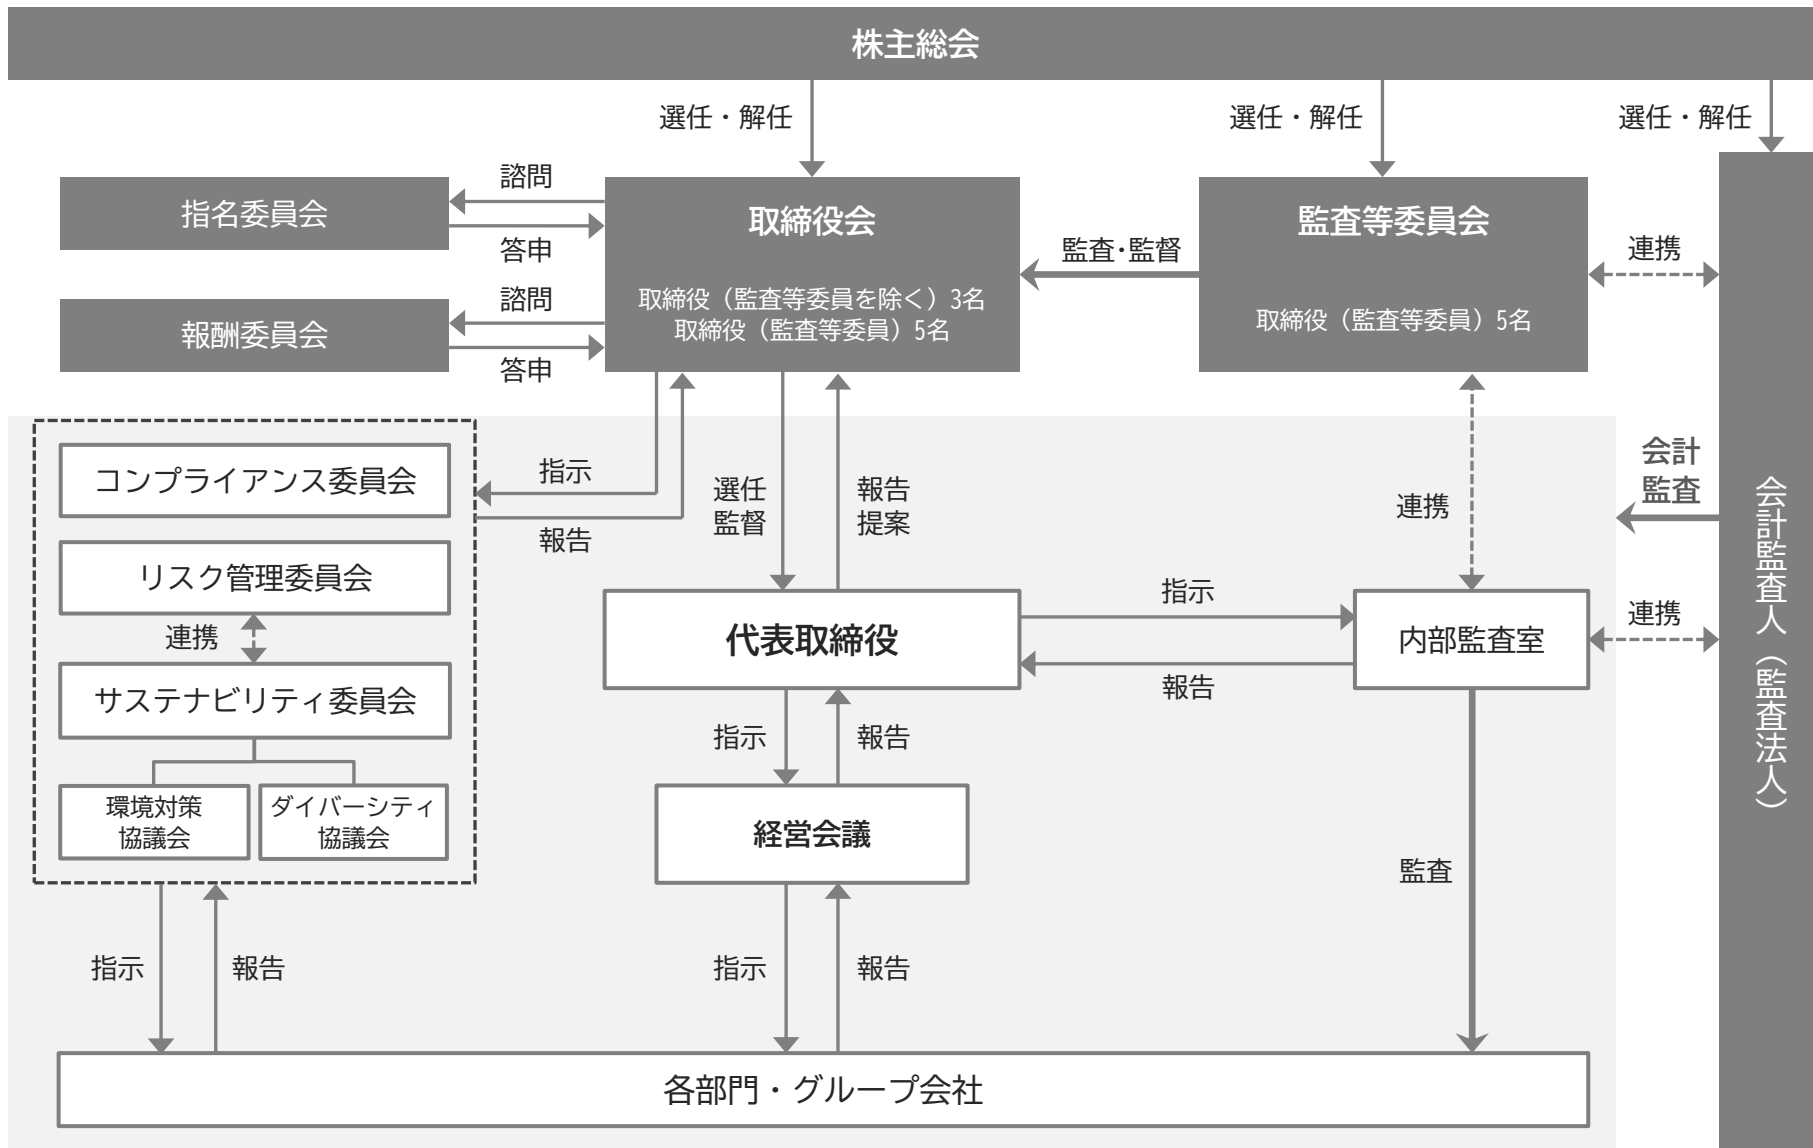 株主総会
選任・解任
選任・解任
選任・解任
指名委員会
諮問
答申
報酬委員会
諮問
答申
取締役会
取締役（監査等委員を除く）3名
取締役（監査等委員）5名
監査・監督
監査等委員会
取締役（監査等委員）5名
連携
コンプライアンス委員会
リスク管理委員会
連携
サステナビリティ委員会
環境対策
協議会
ダイバーシティ
協議会
指示
報告
選任
監督
報告
提案
連携
会計
監査
会計監査人（監査法人）
代表取締役
指示
報告
内部監査室
連携
指示
報告
経営会議
監査
指示
報告
指示
報告
各部門・グループ会社